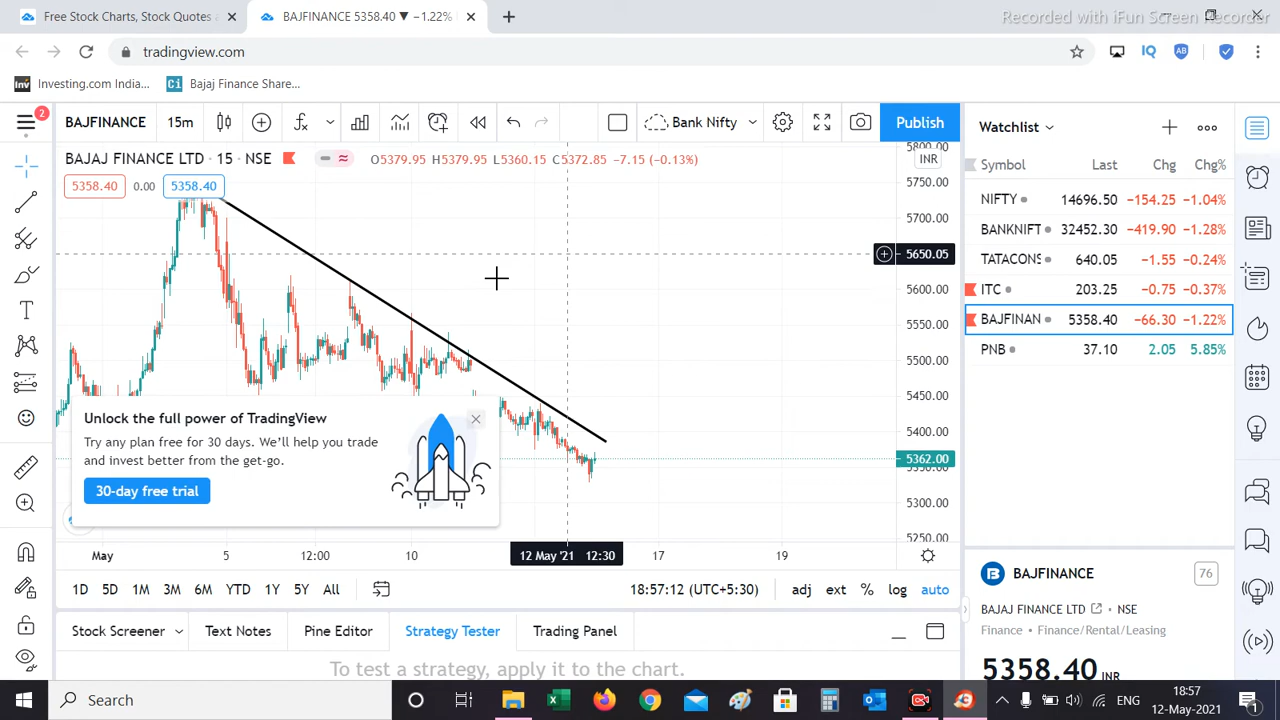 Free Stock Charts, Stock Quotes
BAJFINANCE 5358.40 ▼ −1.22%
Recorded with iFun Screen Recorder
tradingview.com
Investing.com India...
Bajaj Finance Share...
2
BAJFINANCE
15m
Bank Nifty
Publish
BAJAJ FINANCE LTD · 15 · NSE
O5379.95 H5379.95 L5360.15 C5372.85 −7.15 (−0.13%)
5358.40
0.00
5358.40
INR
5800.00
5750.00
5700.00
5650.05
5600.00
5550.00
5500.00
5450.00
5400.00
5362.00
5350.00
5300.00
5250.00
Unlock the full power of TradingView
Try any plan free for 30 days. We'll help you trade
and invest better from the get-go.
30-day free trial
May
5
12:00
10
12 May '21 12:30
17
19
1D 5D 1M 3M 6M YTD 1Y 5Y All
18:57:12 (UTC+5:30)
adj ext % log auto
Stock Screener
Text Notes
Pine Editor
Strategy Tester
Trading Panel
To test a strategy, apply it to the chart.
Watchlist
Symbol Last Chg Chg%
NIFTY 14696.50 −154.25 −1.04%
BANKNIFT 32452.30 −419.90 −1.28%
TATACONS 640.05 −1.55 −0.24%
ITC 203.25 −0.75 −0.37%
BAJFINAN 5358.40 −66.30 −1.22%
PNB 37.10 2.05 5.85%
BAJFINANCE
76
BAJAJ FINANCE LTD · NSE
Finance · Finance/Rental/Leasing
5358.40 INR
Search
ENG
18:57
12-May-2021
1